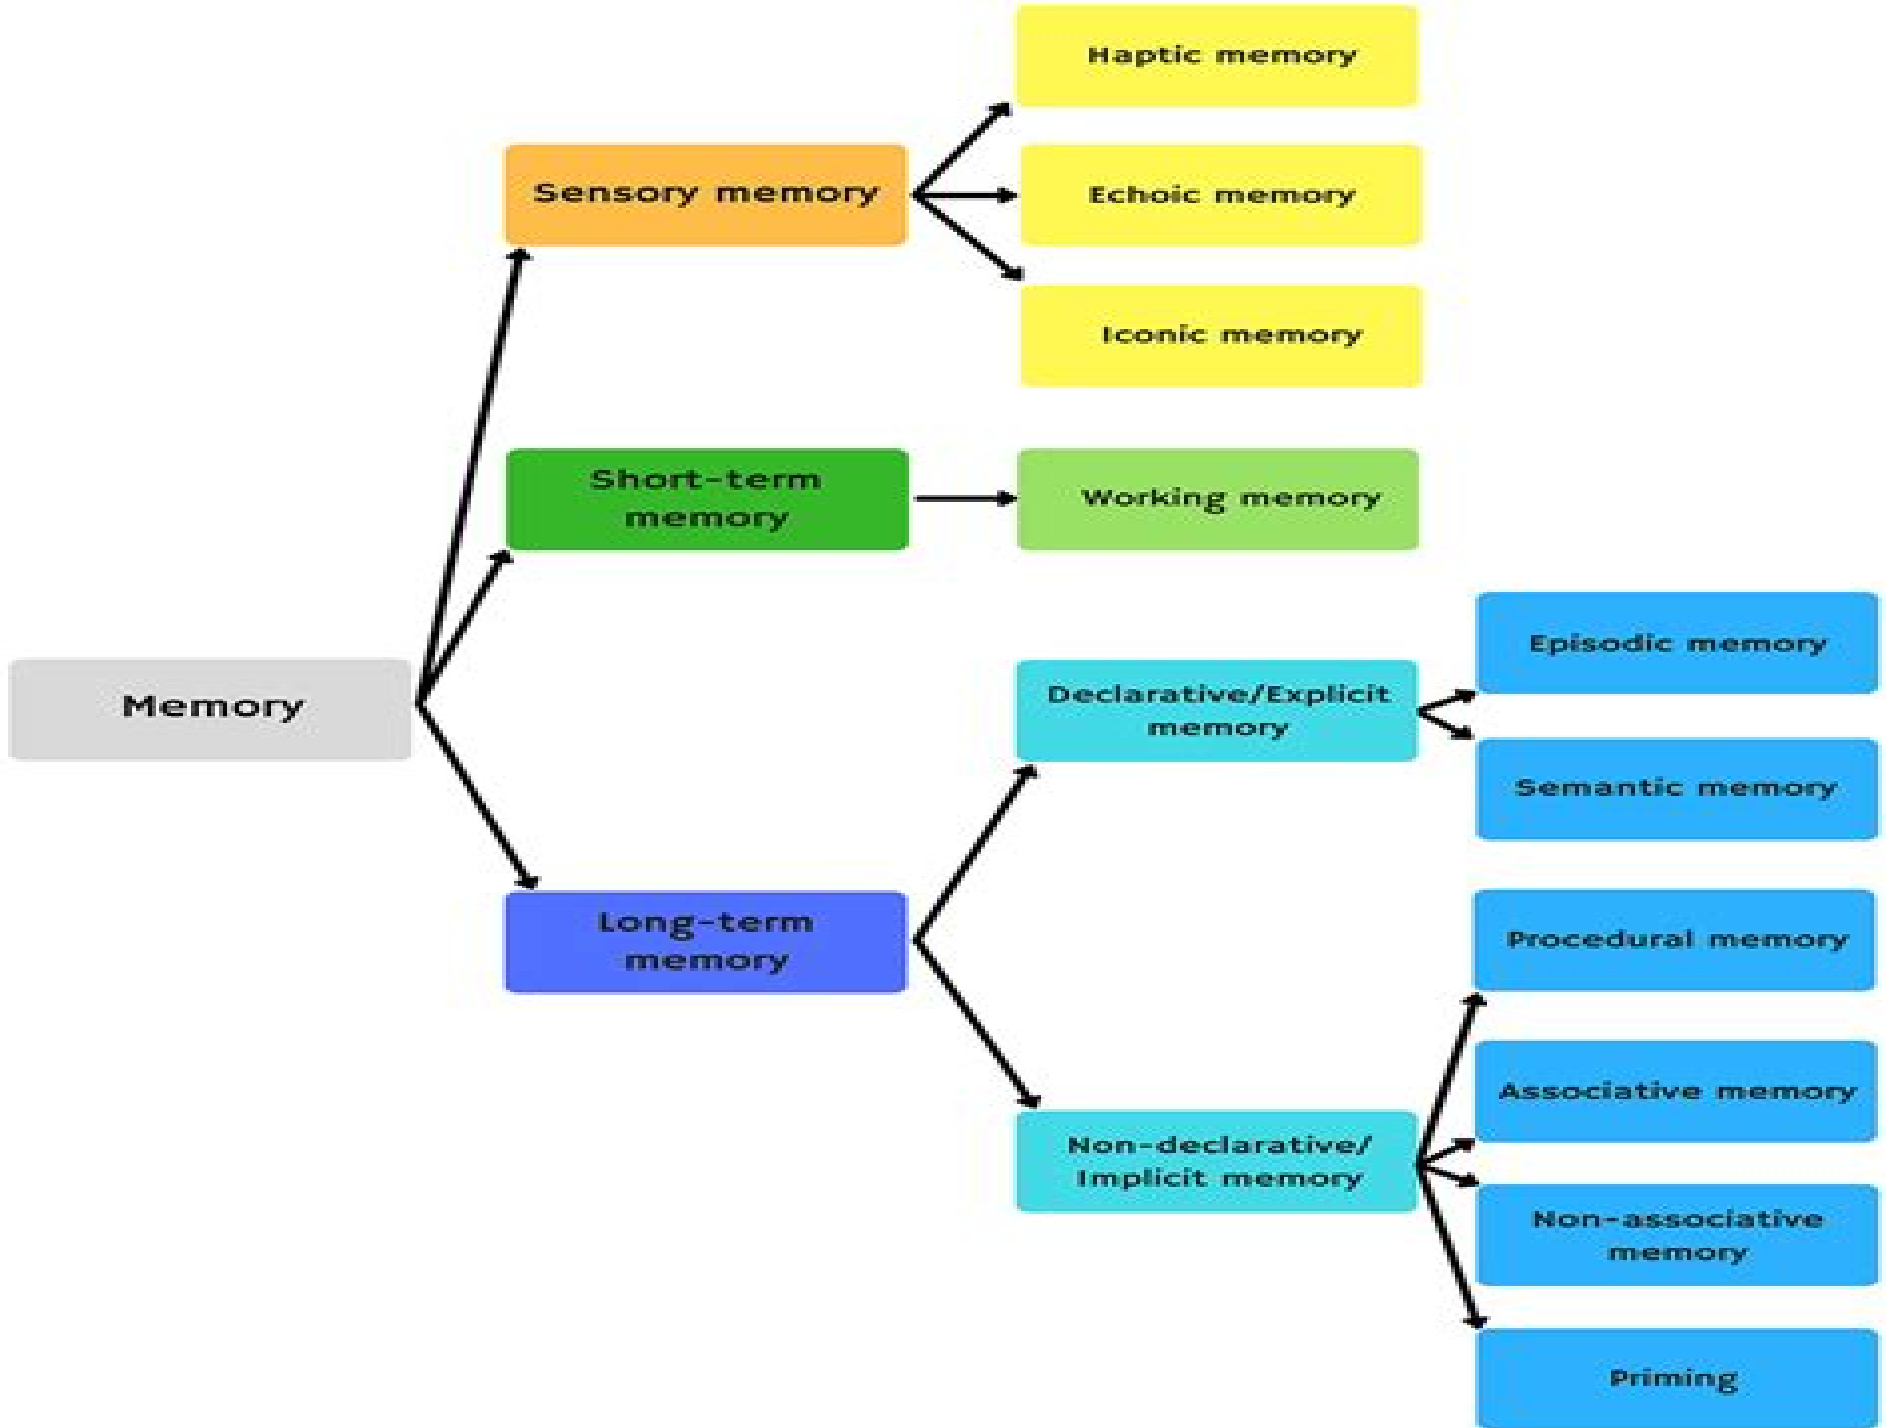 Haptic memory
Sensory memory
Echoic memory
Iconic memory
Short-term
memory
Working memory
Memory
Declarative/Explicit
memory
Episodic memory
Semantic memory
Long-term
memory
Procedural memory
Associative memory
Non-declarative/
Implicit memory
Non-associative
memory
Priming